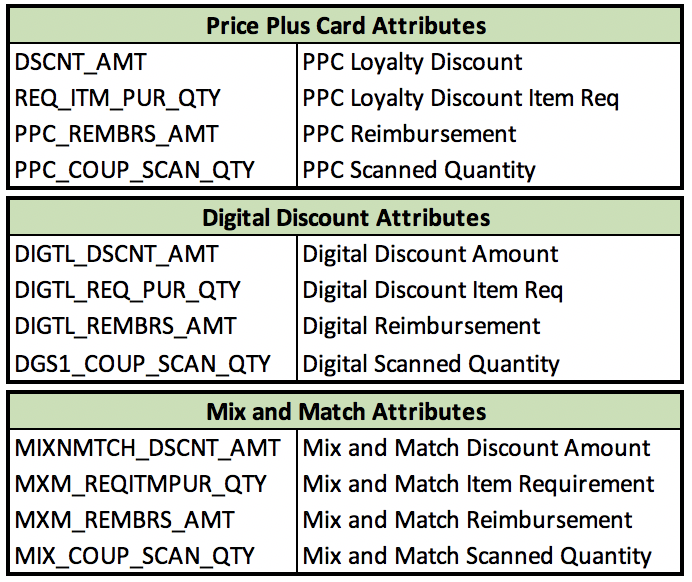 Price Plus Card Attributes
DSCNT_AMT PPC Loyalty Discount
REQ_ITM_PUR_QTY PPC Loyalty Discount Item Req
PPC_REMBRS_AMT PPC Reimbursement
PPC_COUP_SCAN_QTY PPC Scanned Quantity
Digital Discount Attributes
DIGTL_DSCNT_AMT Digital Discount Amount
DIGTL_REQ_PUR_QTY Digital Discount Item Req
DIGTL_REMBRS_AMT Digital Reimbursement
DGS1_COUP_SCAN_QTY Digital Scanned Quantity
Mix and Match Attributes
MIXNMTCH_DSCNT_AMT Mix and Match Discount Amount
MXM_REQITMPUR_QTY Mix and Match Item Requirement
MXM_REMBRS_AMT Mix and Match Reimbursement
MIX_COUP_SCAN_QTY Mix and Match Scanned Quantity